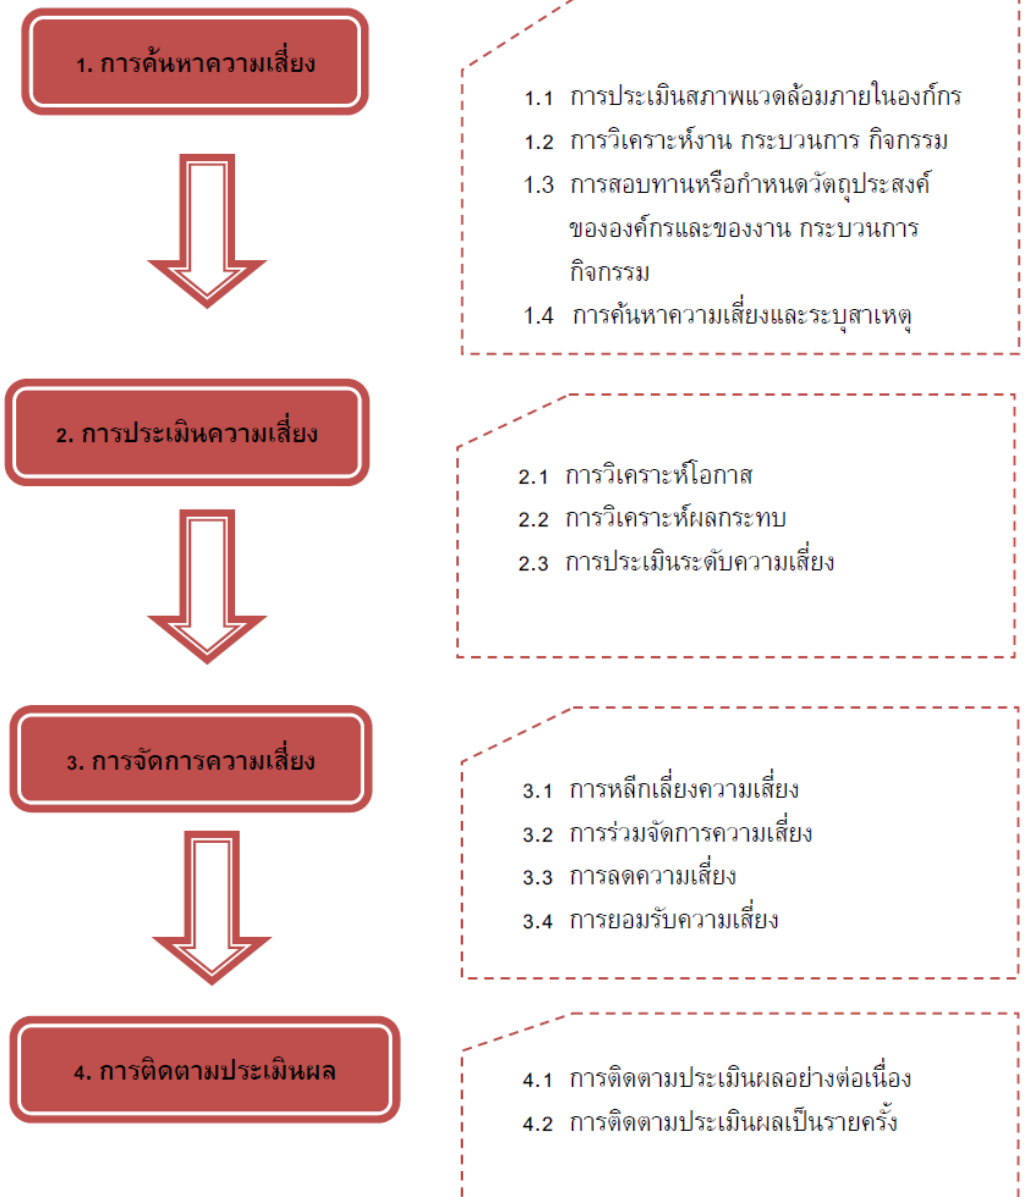 1. การค้นหาความเสี่ยง
1.1 การประเมินสภาพแวดล้อมภายในองก์กร
1.2 การวิเคราะห์งาน กระบวนการ กิจกรรม
1.3 การสอบทานหรือกำหนดวัตถุประสงค์
ขององค์กรและของงาน กระบวนการ
กิจกรรม
1.4 การค้นหาความเสี่ยงและระบุสาเหตุ
2. การประเมินความเสี่ยง
2.1 การวิเคราะห์โอกาส
2.2 การวิเคราะห์ผลกระทบ
2.3 การประเมินระดับความเสี่ยง
3. การจัดการความเสี่ยง
3.1 การหลีกเลี่ยงความเสี่ยง
3.2 การร่วมจัดการความเสี่ยง
3.3 การลดความเสี่ยง
3.4 การยอมรับความเสี่ยง
4. การติดตามประเมินผล
4.1 การติดตามประเมินผลอย่างต่อเนื่อง
4.2 การติดตามประเมินผลเป็นรายครั้ง